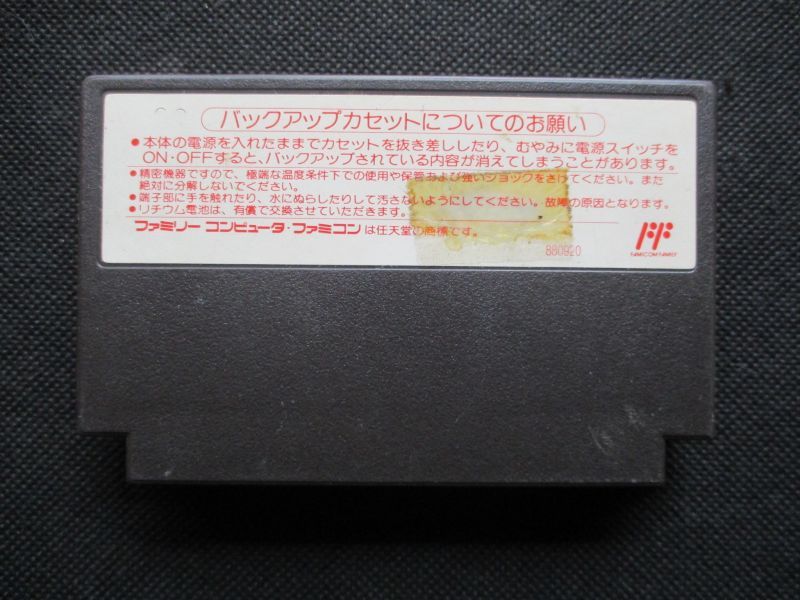 バックアップカセットについてのお願い
●本体の電源を入れたままでカセットを抜き差ししたり、むやみに電源スイッチを
ON・OFFすると、バックアップされている内容が消えてしまうことがあります。
●精密機器ですので、極端な温度条件下での使用や保管および強いショックをさけてください。また
絶対に分解しないでください。
●端子部に手を触れたり、水にぬらしたりして汚さないようにしてください。故障の原因となります。
●リチウム電池は、有償で交換させていただきます。
ファミリー コンピュータ・ファミコン は任天堂の商標です。
880920
FF
FAMICOM FAMILY